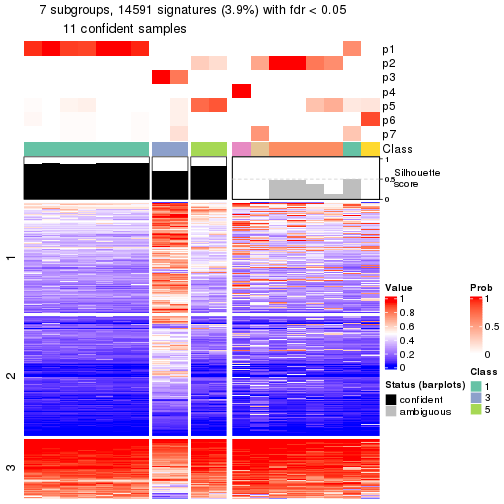 7 subgroups, 14591 signatures (3.9%) with fdr < 0.05
11 confident samples
p1
p2
p3
p4
p5
p6
p7
Class
1
0.5
0
Silhouette
score
1
2
3
Value
1
0.8
0.6
0.4
0.2
0
Prob
1
0.5
0
Status (barplots)
confident
ambiguous
Class
1
3
5